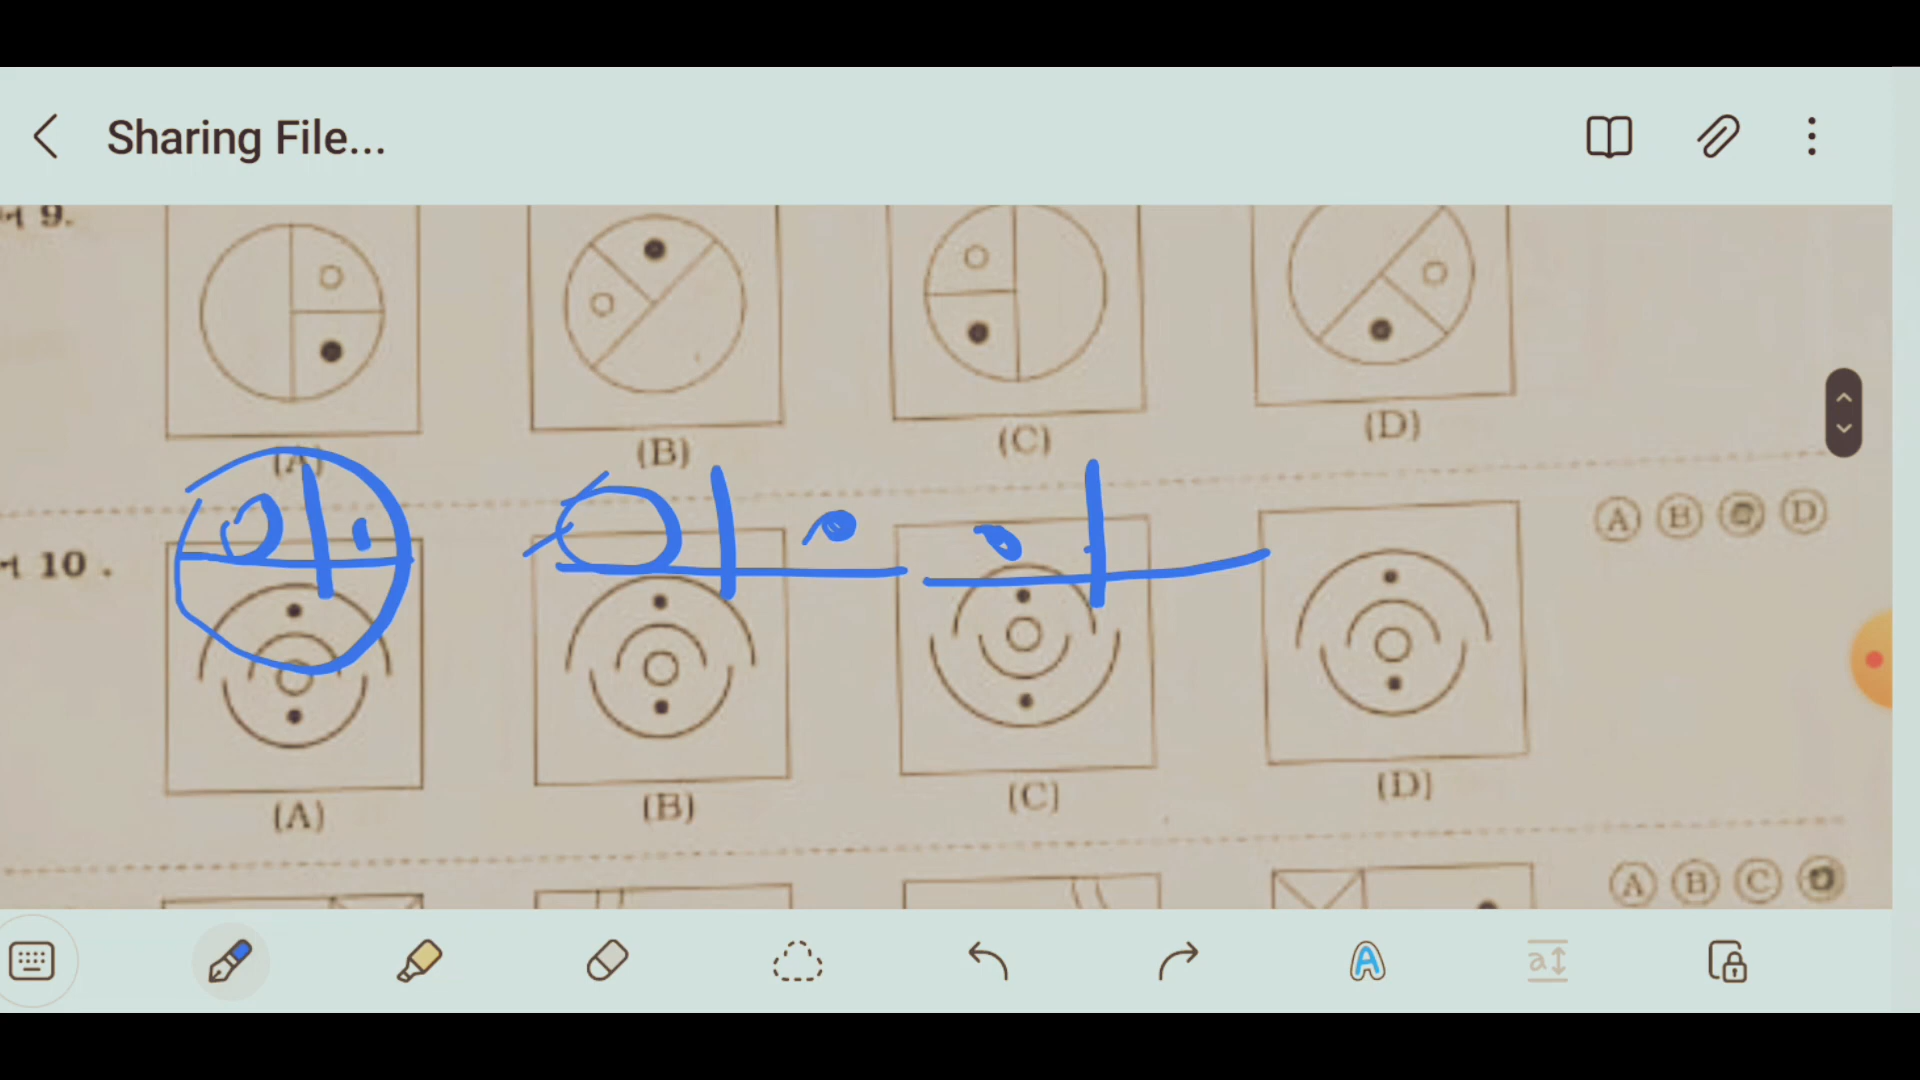 Sharing File...
9.
(A) (B) (C) (D)
A B D
10 .
(A) (B) (C) (D)
A B C D